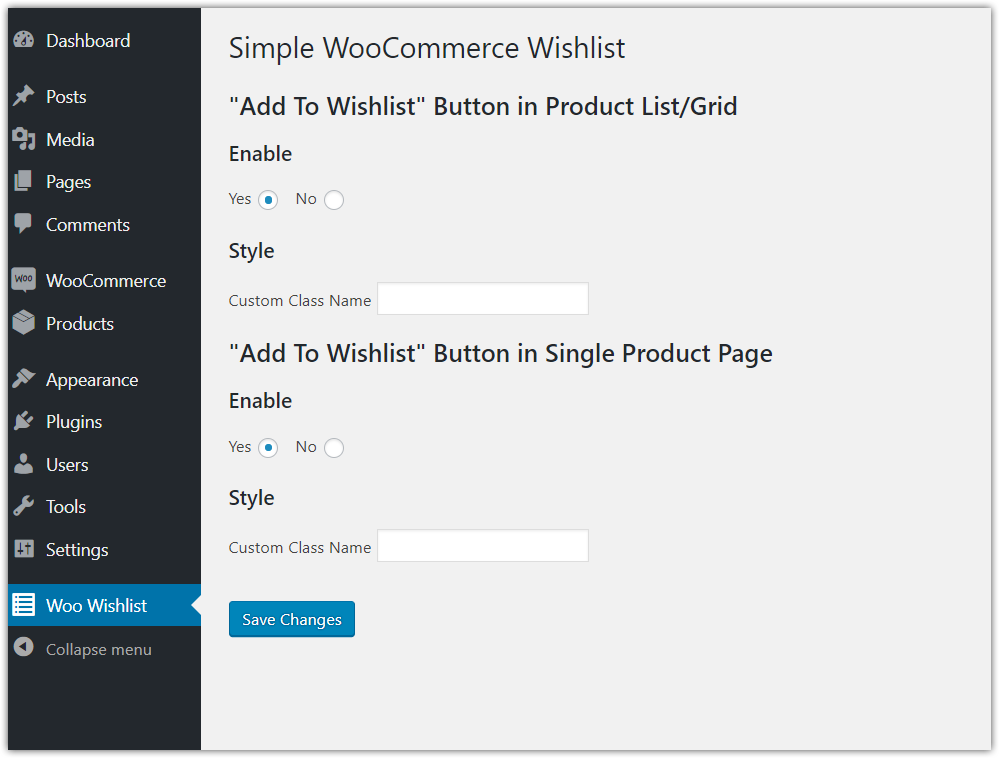 Dashboard
Posts
Media
Pages
Comments
woo
WooCommerce
Products
Appearance
Plugins
Users
Tools
Settings
Woo Wishlist
Collapse menu
Simple WooCommerce Wishlist
"Add To Wishlist" Button in Product List/Grid
Enable
Yes No
Style
Custom Class Name
"Add To Wishlist" Button in Single Product Page
Enable
Yes No
Style
Custom Class Name
Save Changes